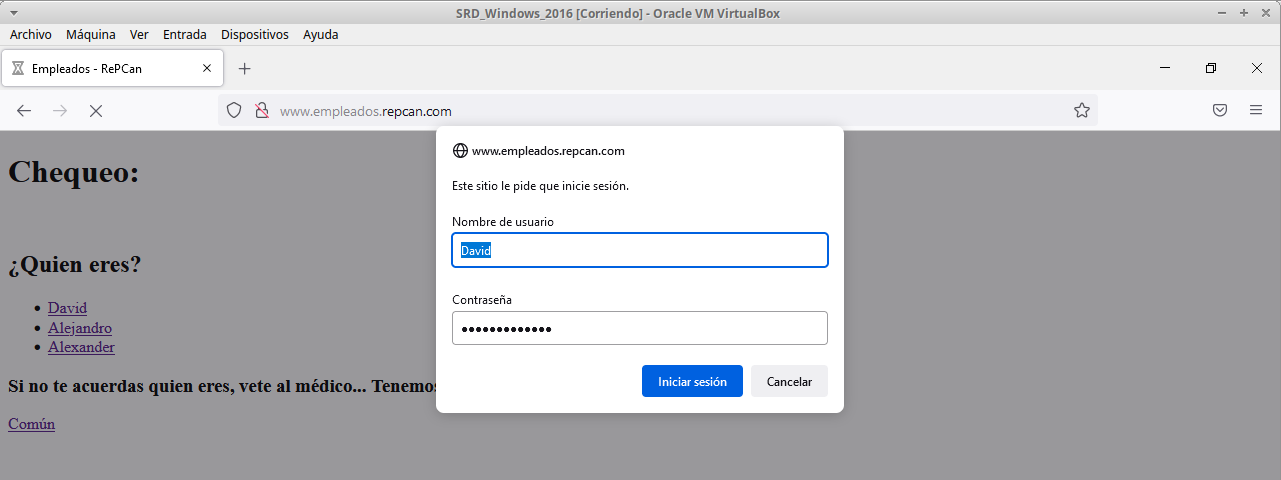 SRD_Windows_2016 [Corriendo] - Oracle VM VirtualBox
Archivo Máquina Ver Entrada Dispositivos Ayuda
Empleados - RePCan
www.empleados.repcan.com
Chequeo:
¿Quien eres?
David
Alejandro
Alexander
Si no te acuerdas quien eres, vete al médico... Tenemos
Común
www.empleados.repcan.com
Este sitio le pide que inicie sesión.
Nombre de usuario
David
Contraseña
•••••••••••••
Iniciar sesión Cancelar